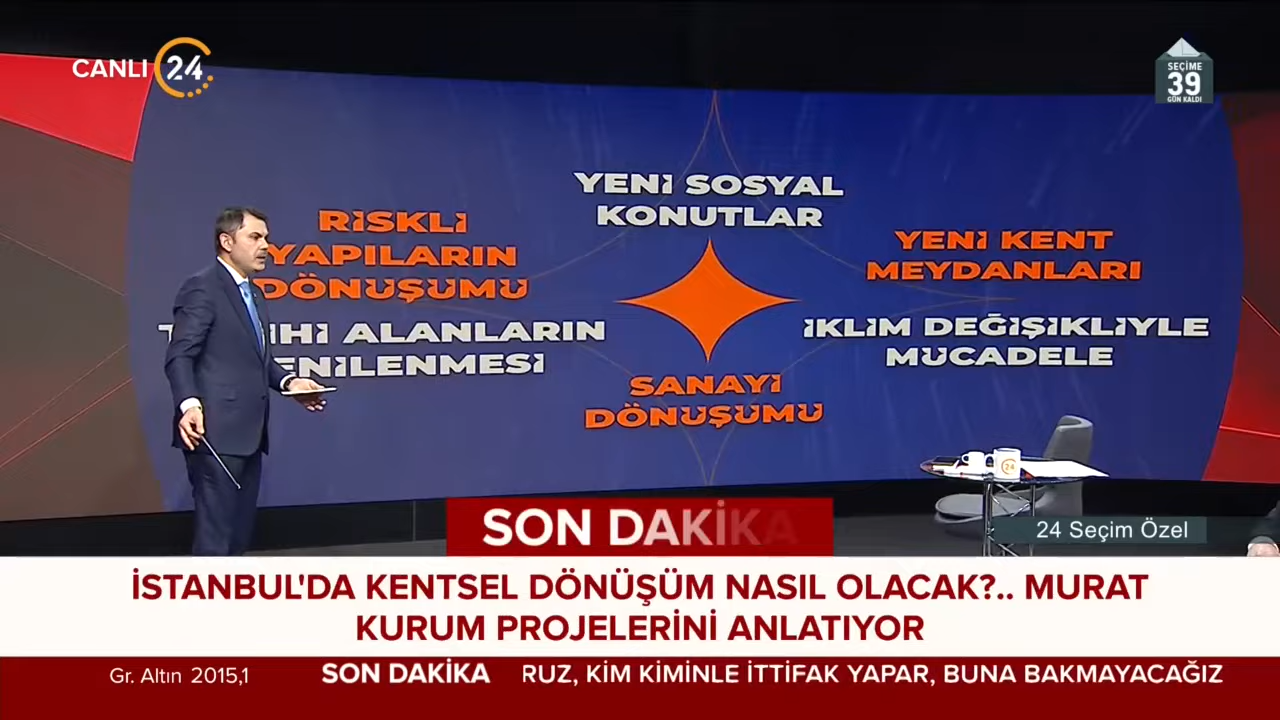 CANLI 24
SEÇİME
39
GÜN KALDI
YENİ SOSYAL
KONUTLAR
RİSKLİ
YAPILARIN
DÖNÜŞÜMÜ
YENİ KENT
MEYDANLARI
ALANLARIN
İKLİM DEĞİŞİKLİYLE
MÜCADELE
SANAYİ
DÖNÜŞÜMÜ
24
24 Seçim Özel
SON DAKİKA
İSTANBUL'DA KENTSEL DÖNÜŞÜM NASIL OLACAK?.. MURAT
KURUM PROJELERİNİ ANLATIYOR
Gr. Altın 2015,1
SON DAKİKA
RUZ, KİM KİMİNLE İTTİFAK YAPAR, BUNA BAKMAYACAĞIZ